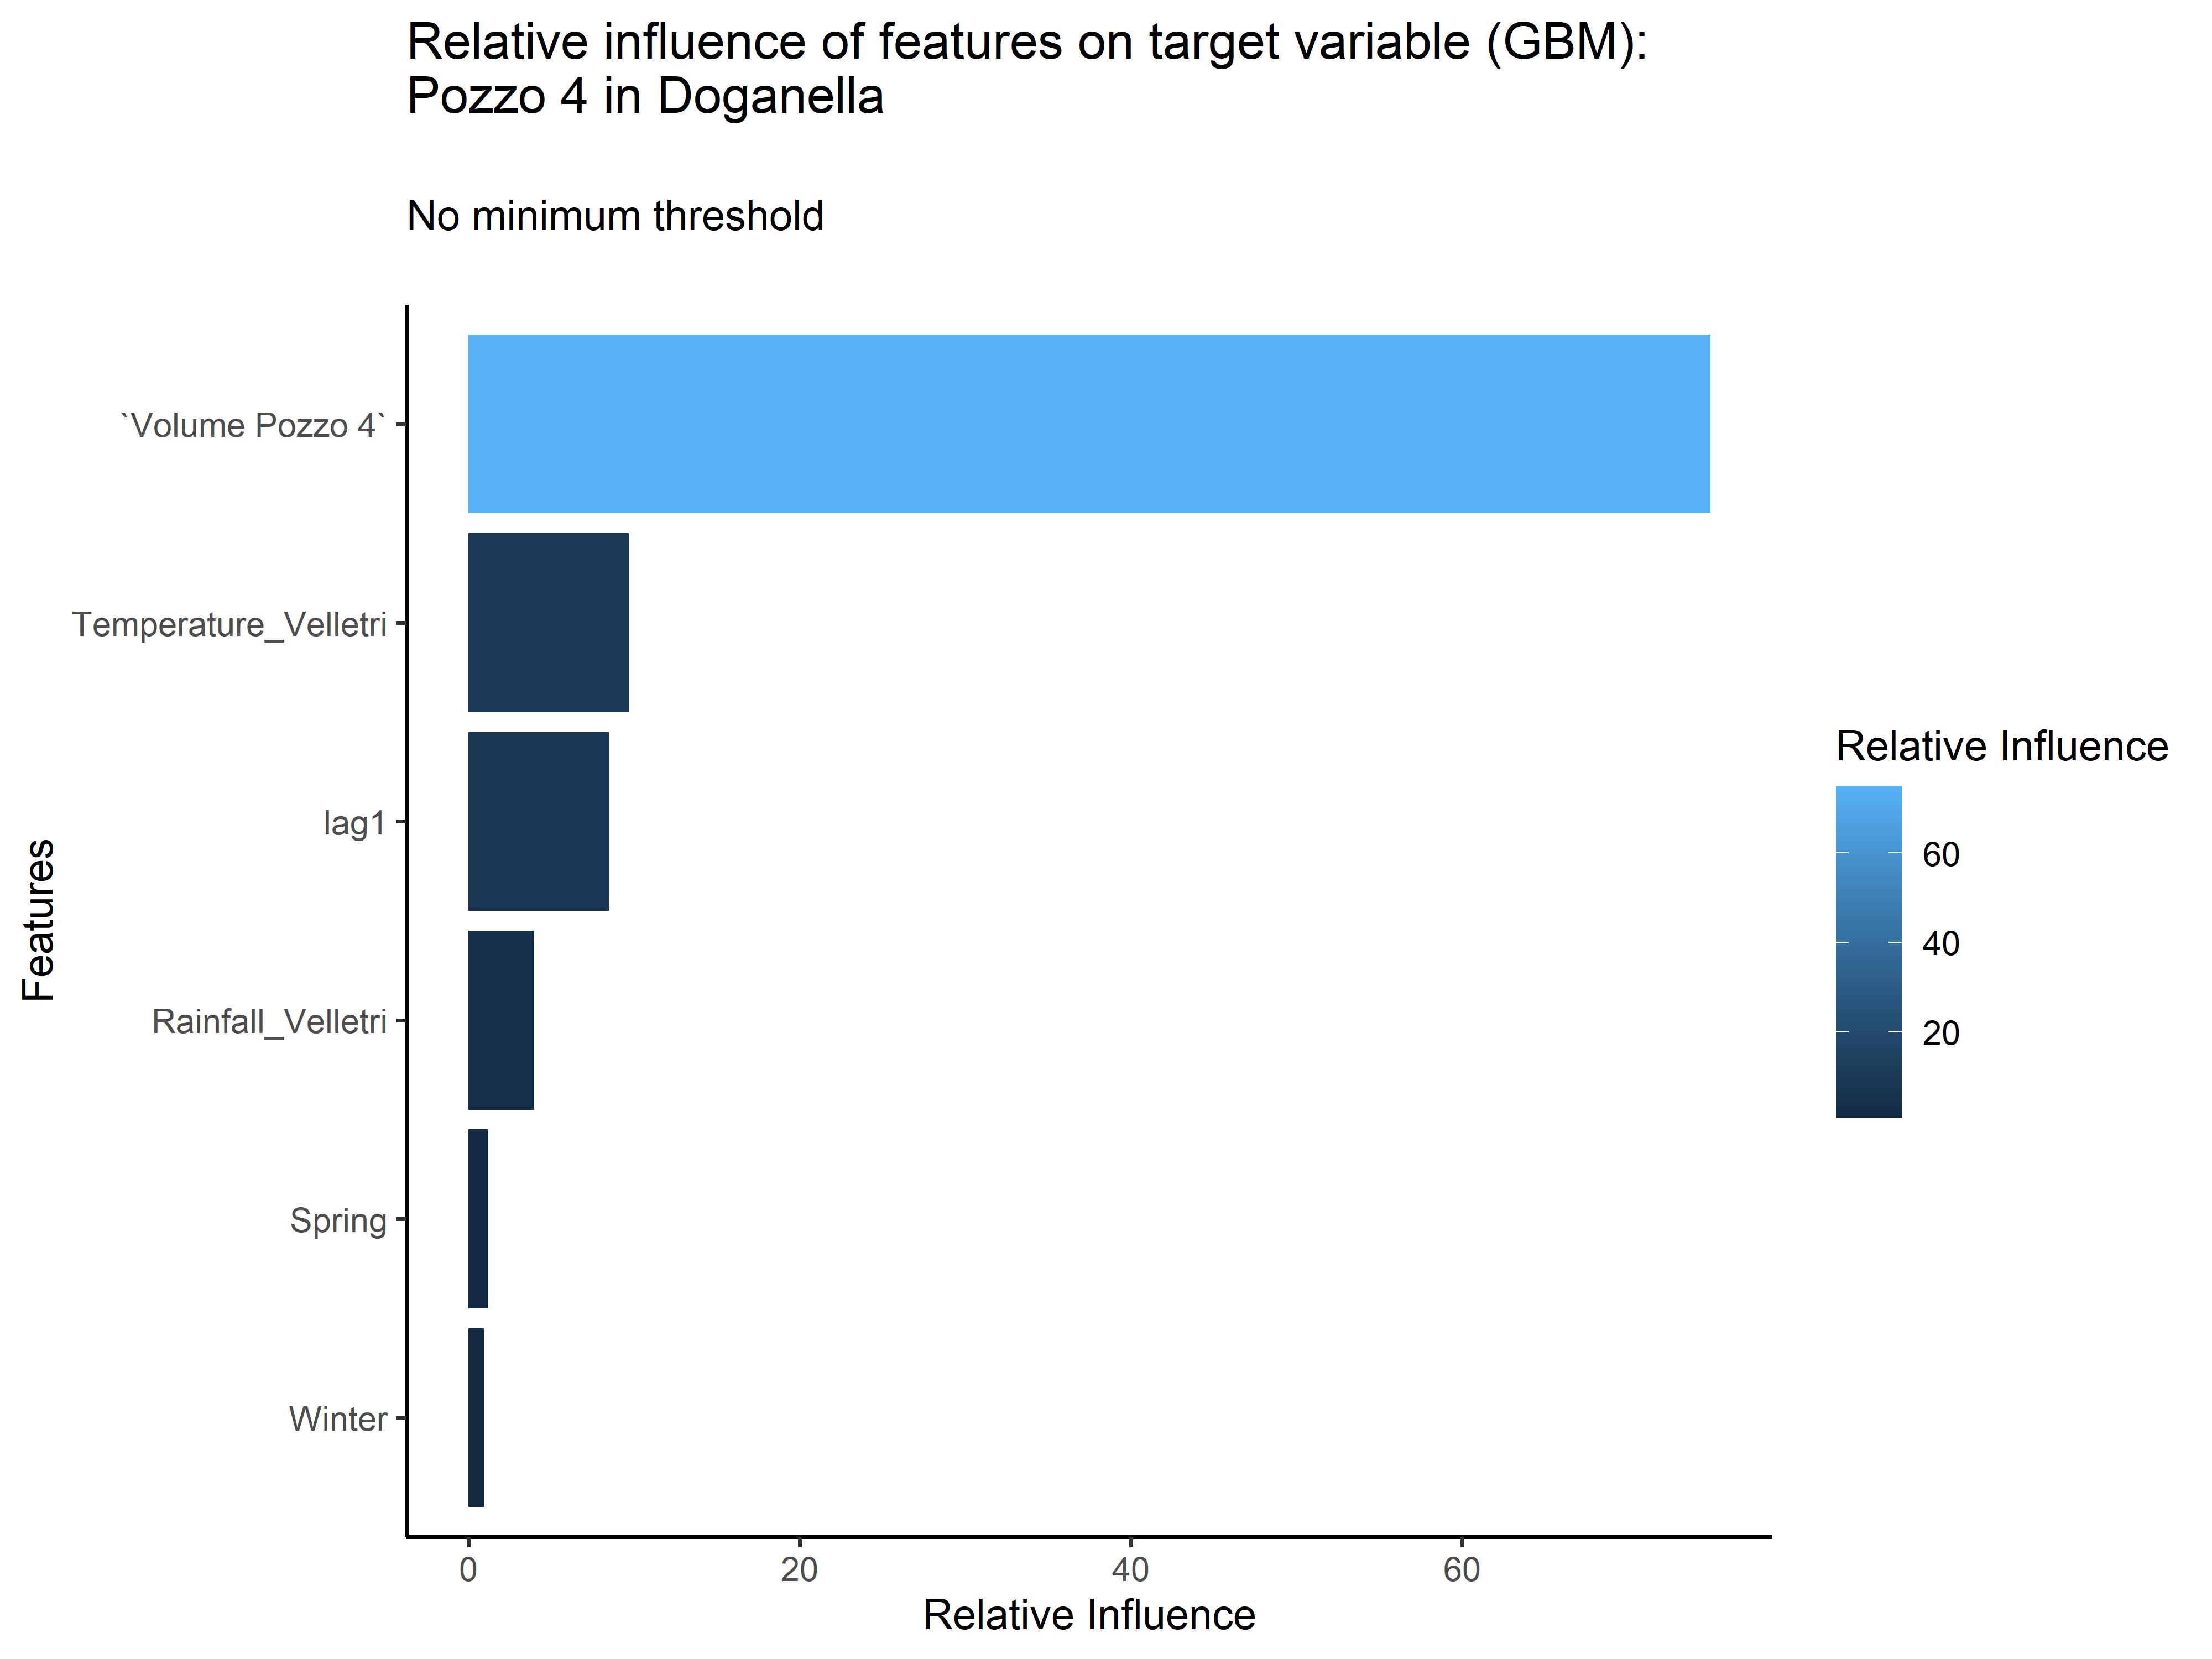 Relative influence of features on target variable (GBM):
Pozzo 4 in Doganella
No minimum threshold
`Volume Pozzo 4`
Temperature_Velletri
lag1
Rainfall_Velletri
Spring
Winter
Features
0 20 40 60
Relative Influence
Relative Influence
60
40
20